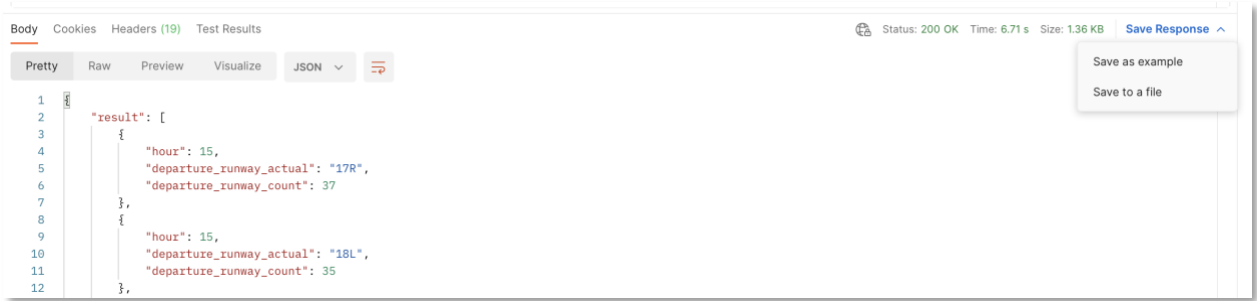 Body Cookies Headers (19) Test Results Status: 200 OK Time: 6.71 s Size: 1.36 KB Save Response
Pretty Raw Preview Visualize JSON
Save as example
Save to a file
1 {
2 "result": [
3 {
4 "hour": 15,
5 "departure_runway_actual": "17R",
6 "departure_runway_count": 37
7 },
8 {
9 "hour": 15,
10 "departure_runway_actual": "18L",
11 "departure_runway_count": 35
12 },